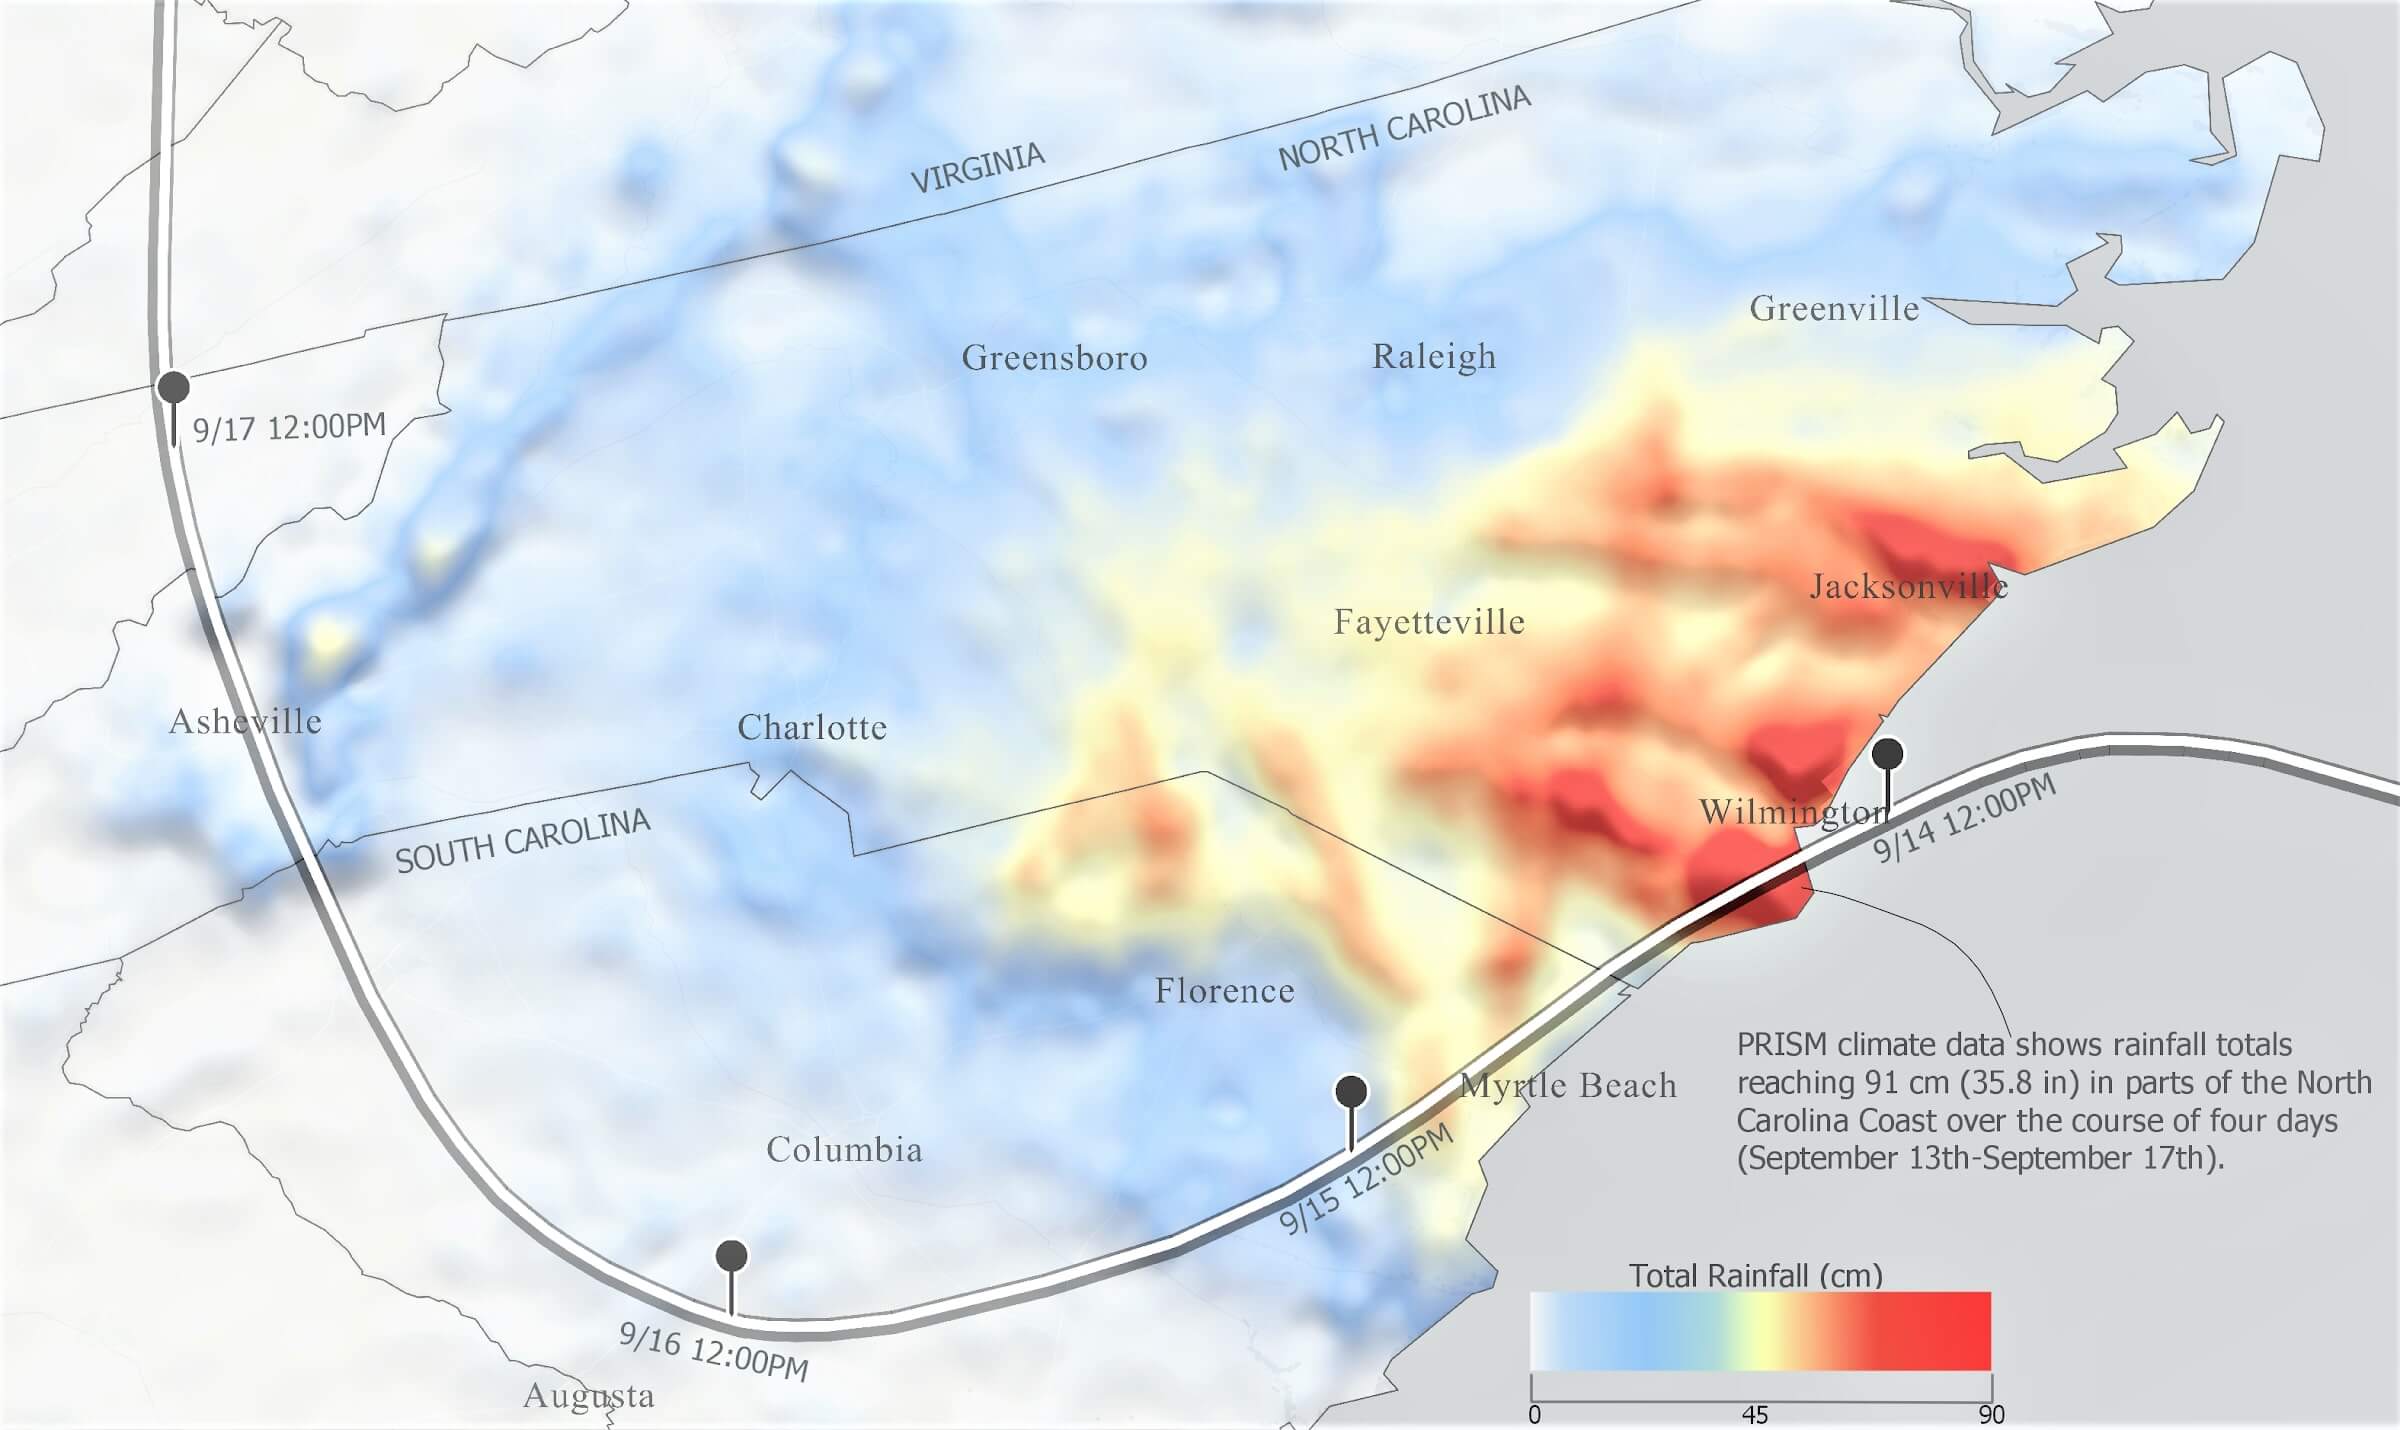 VIRGINIA
NORTH CAROLINA
Greenville
Greensboro
Raleigh
9/17 12:00PM
Jacksonville
Fayetteville
Asheville
Charlotte
Wilmington
9/14 12:00PM
SOUTH CAROLINA
Florence
PRISM climate data shows rainfall totals
reaching 91 cm (35.8 in) in parts of the North
Carolina Coast over the course of four days
(September 13th-September 17th).
Myrtle Beach
Columbia
9/15 12:00PM
9/16 12:00PM
Augusta
Total Rainfall (cm)
0 45 90